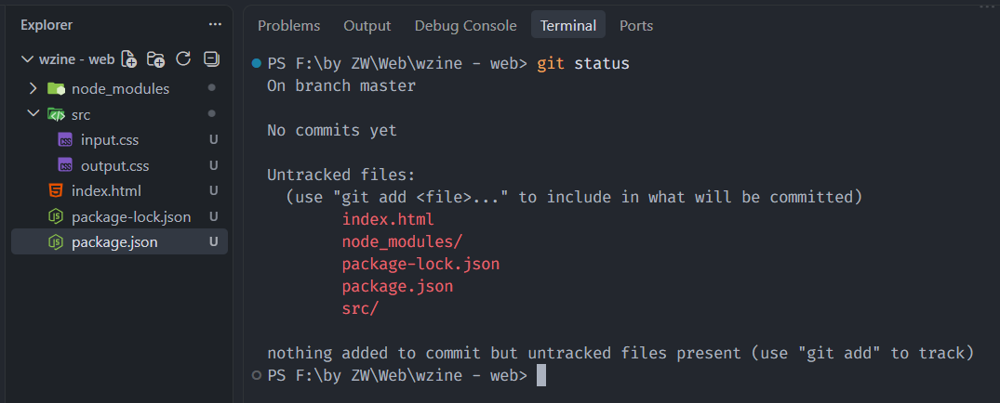 Explorer
wzine - web
node_modules
src
input.css U
output.css U
index.html U
package-lock.json U
package.json U
Problems Output Debug Console Terminal Ports
PS F:\by ZW\Web\wzine - web> git status
On branch master
No commits yet
Untracked files:
(use "git add <file>..." to include in what will be committed)
index.html
node_modules/
package-lock.json
package.json
src/
nothing added to commit but untracked files present (use "git add" to track)
PS F:\by ZW\Web\wzine - web>